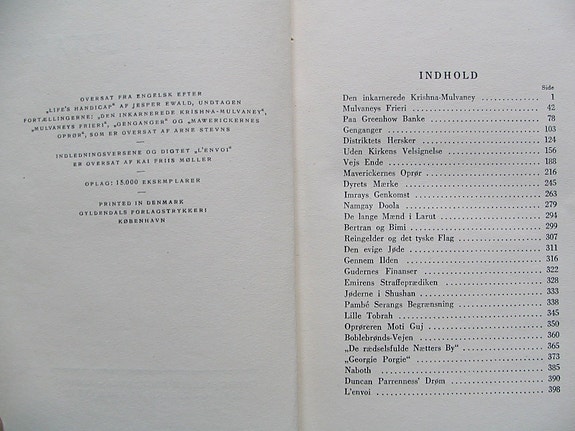 OVERSAT FRA ENGELSK EFTER
„LIFE'S HANDICAP" AF JESPER EWALD, UNDTAGEN
FORTÆLLINGERNE: „DEN INKARNEREDE KRISHNA-MULVANEY",
„MULVANEYS FRIERI", „GENGANGER" OG „MAWERICKERNES
OPRØR", SOM ER OVERSAT AF ARNE STEVNS
INDLEDNINGSVERSENE OG DIGTET „L'ENVOI"
ER OVERSAT AF KAI FRIIS MØLLER
OPLAG: 15.000 EKSEMPLARER
PRINTED IN DENMARK
GYLDENDALS FORLAGSTRYKKERI
KØBENHAVN
INDHOLD
Side
Den inkarnerede Krishna-Mulvaney 1
Mulvaneys Frieri 42
Paa Greenhow Banke 78
Genganger 103
Distriktets Hersker 124
Uden Kirkens Velsignelse 156
Vejs Ende 188
Maverickernes Oprør 216
Dyrets Mærke 245
Imrays Genkomst 263
Namgay Doola 279
De lange Mænd i Larut 294
Bertran og Bimi 299
Reingelder og det tyske Flag 307
Den evige Jøde 311
Gennem Ilden 316
Gudernes Finanser 322
Emirens Straffeprædiken 328
Jøderne i Shushan 333
Pambé Serangs Begrænsning 338
Lille Tobrah 345
Oprøreren Moti Guj 350
Boblebrønds-Vejen 360
„De rædselsfulde Nætters By" 365
„Georgie Porgie" 373
Naboth 385
Duncan Parrenness' Drøm 390
L'envoi 398